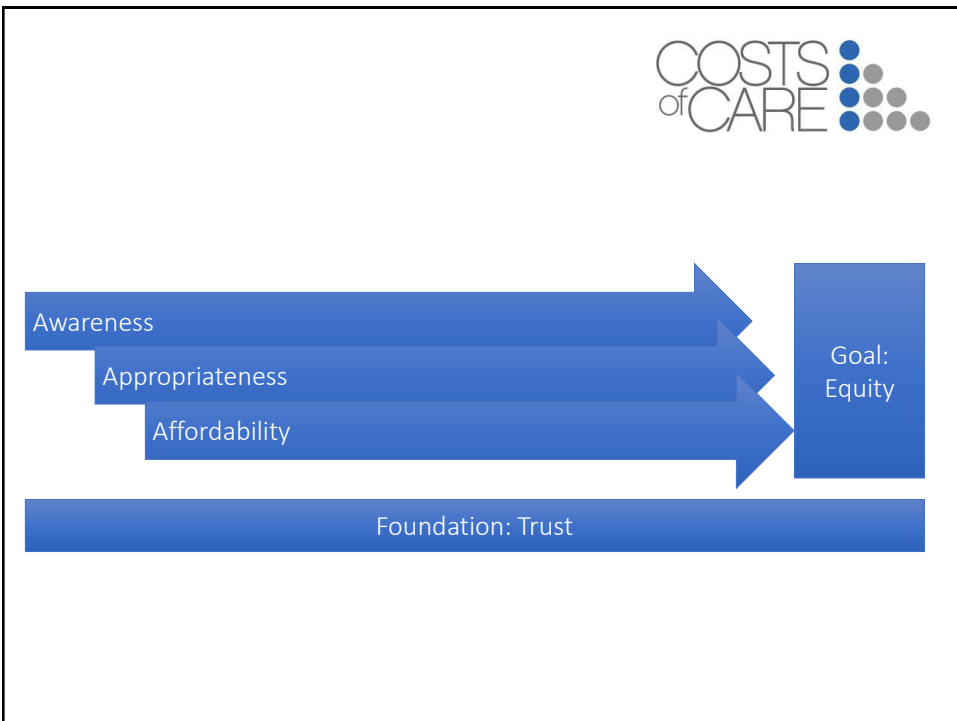 COSTS
of CARE
Awareness
Appropriateness
Affordability
Goal:
Equity
Foundation: Trust